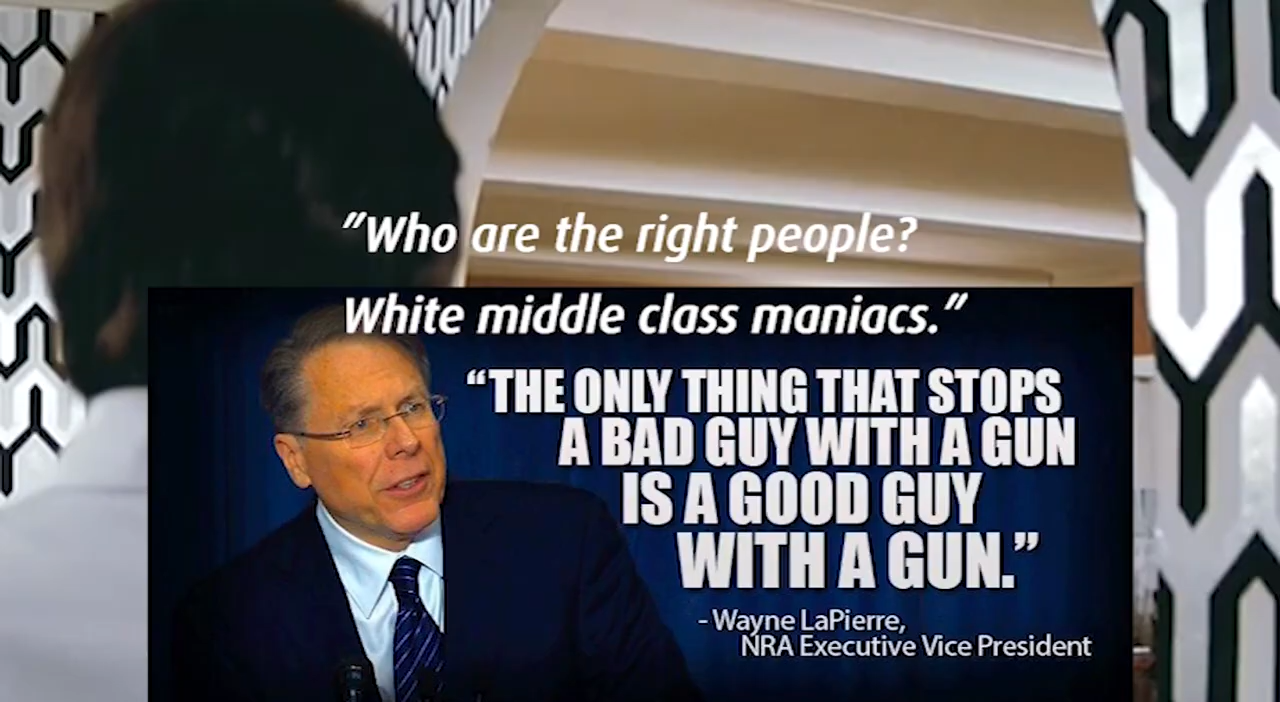 "Who are the right people?
White middle class maniacs."
"THE ONLY THING THAT STOPS
A BAD GUY WITH A GUN
IS A GOOD GUY
WITH A GUN."
- Wayne LaPierre,
NRA Executive Vice President